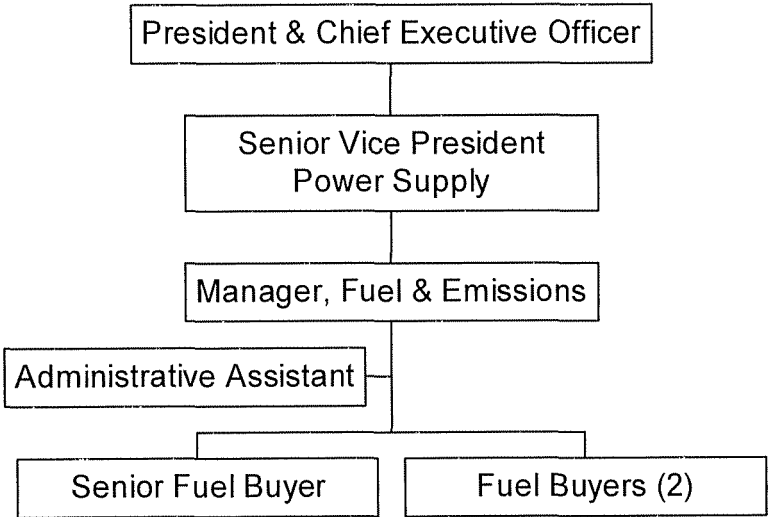 President & Chief Executive Officer
Senior Vice President
Power Supply
Manager, Fuel & Emissions
Administrative Assistant
Senior Fuel Buyer
Fuel Buyers (2)